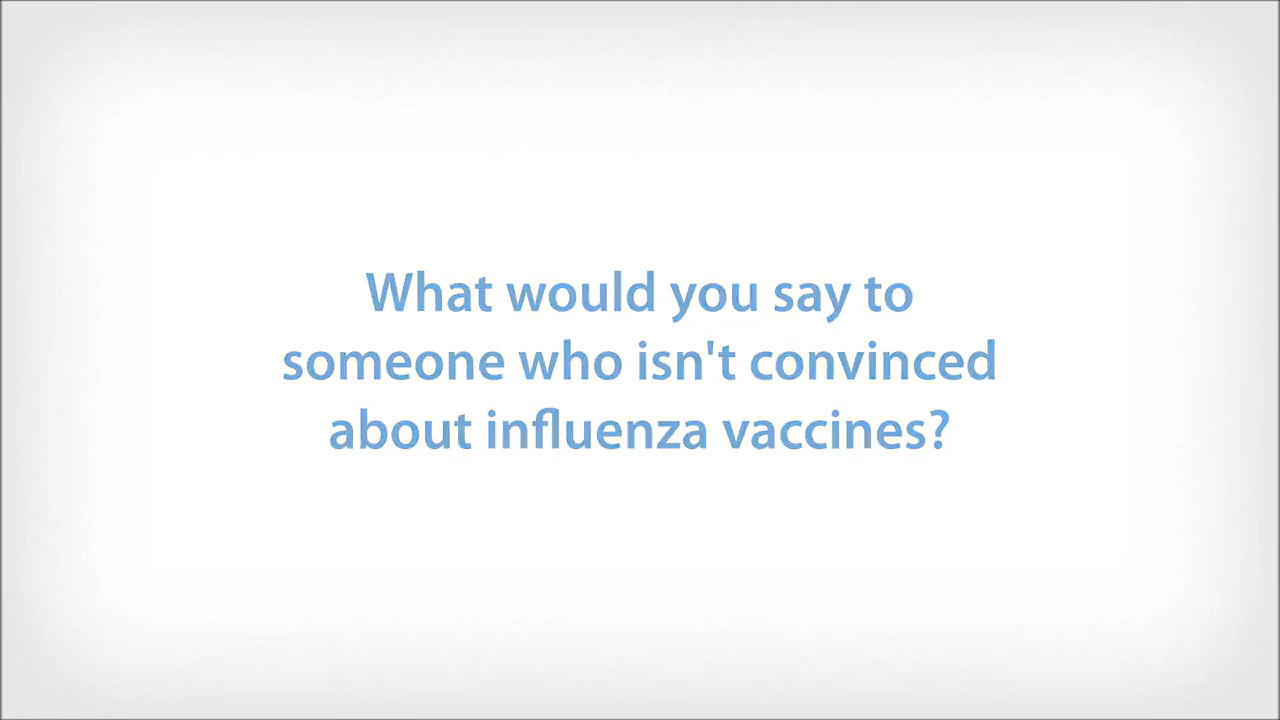 What would you say to
someone who isn't convinced
about influenza vaccines?